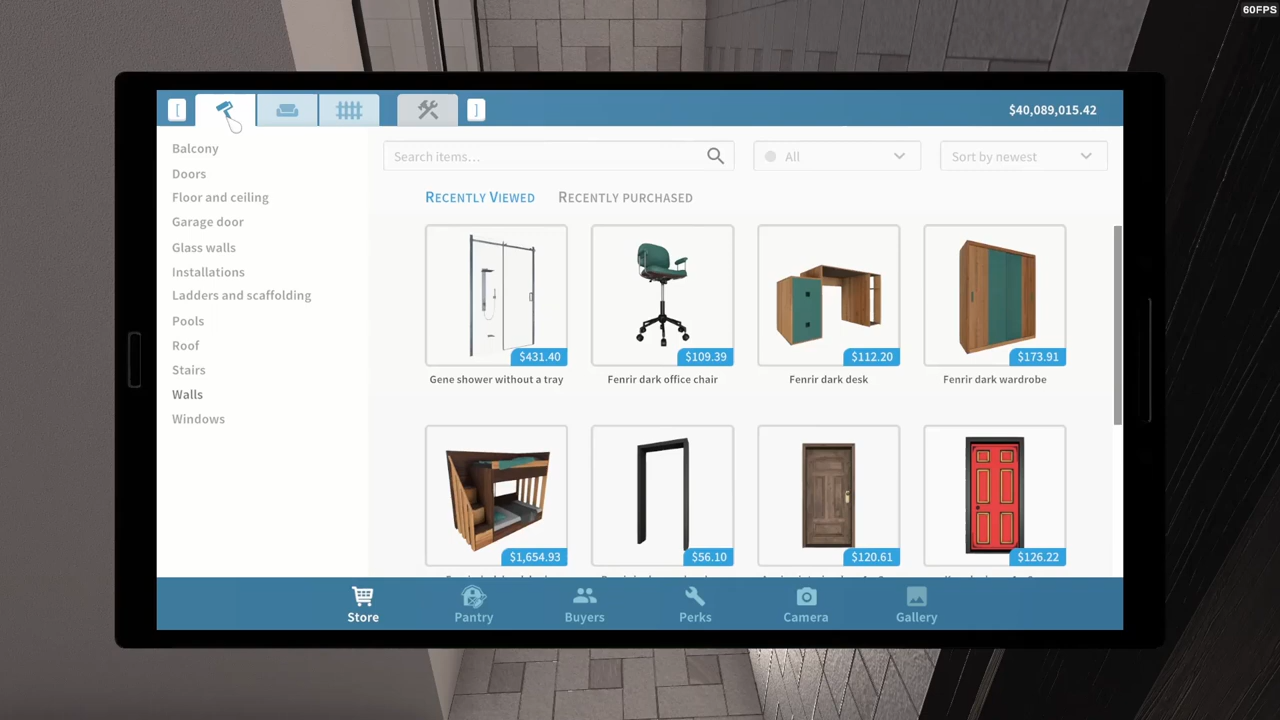 60FPS
[
]
$40,089,015.42
Balcony
Doors
Floor and ceiling
Garage door
Glass walls
Installations
Ladders and scaffolding
Pools
Roof
Stairs
Walls
Windows
Search items...
All
Sort by newest
RECENTLY VIEWED
RECENTLY PURCHASED
$431.40
$109.39
$112.20
$173.91
Gene shower without a tray
Fenrir dark office chair
Fenrir dark desk
Fenrir dark wardrobe
$1,654.93
$56.10
$120.61
$126.22
Store
Pantry
Buyers
Perks
Camera
Gallery